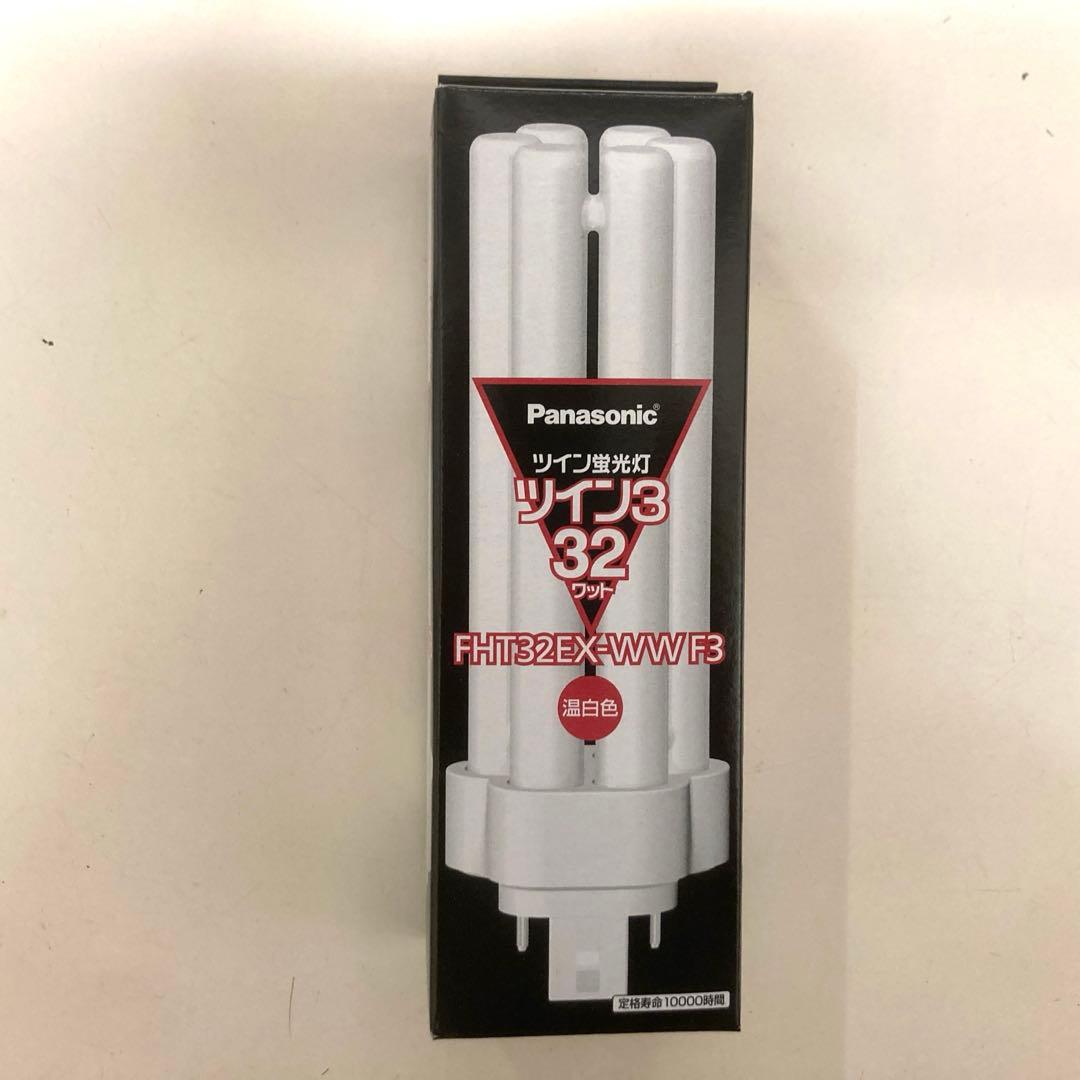 Panasonic®
ツイン蛍光灯
ツイン3
32
ワット
FHT32EX-WW F3
温白色
定格寿命10000時間